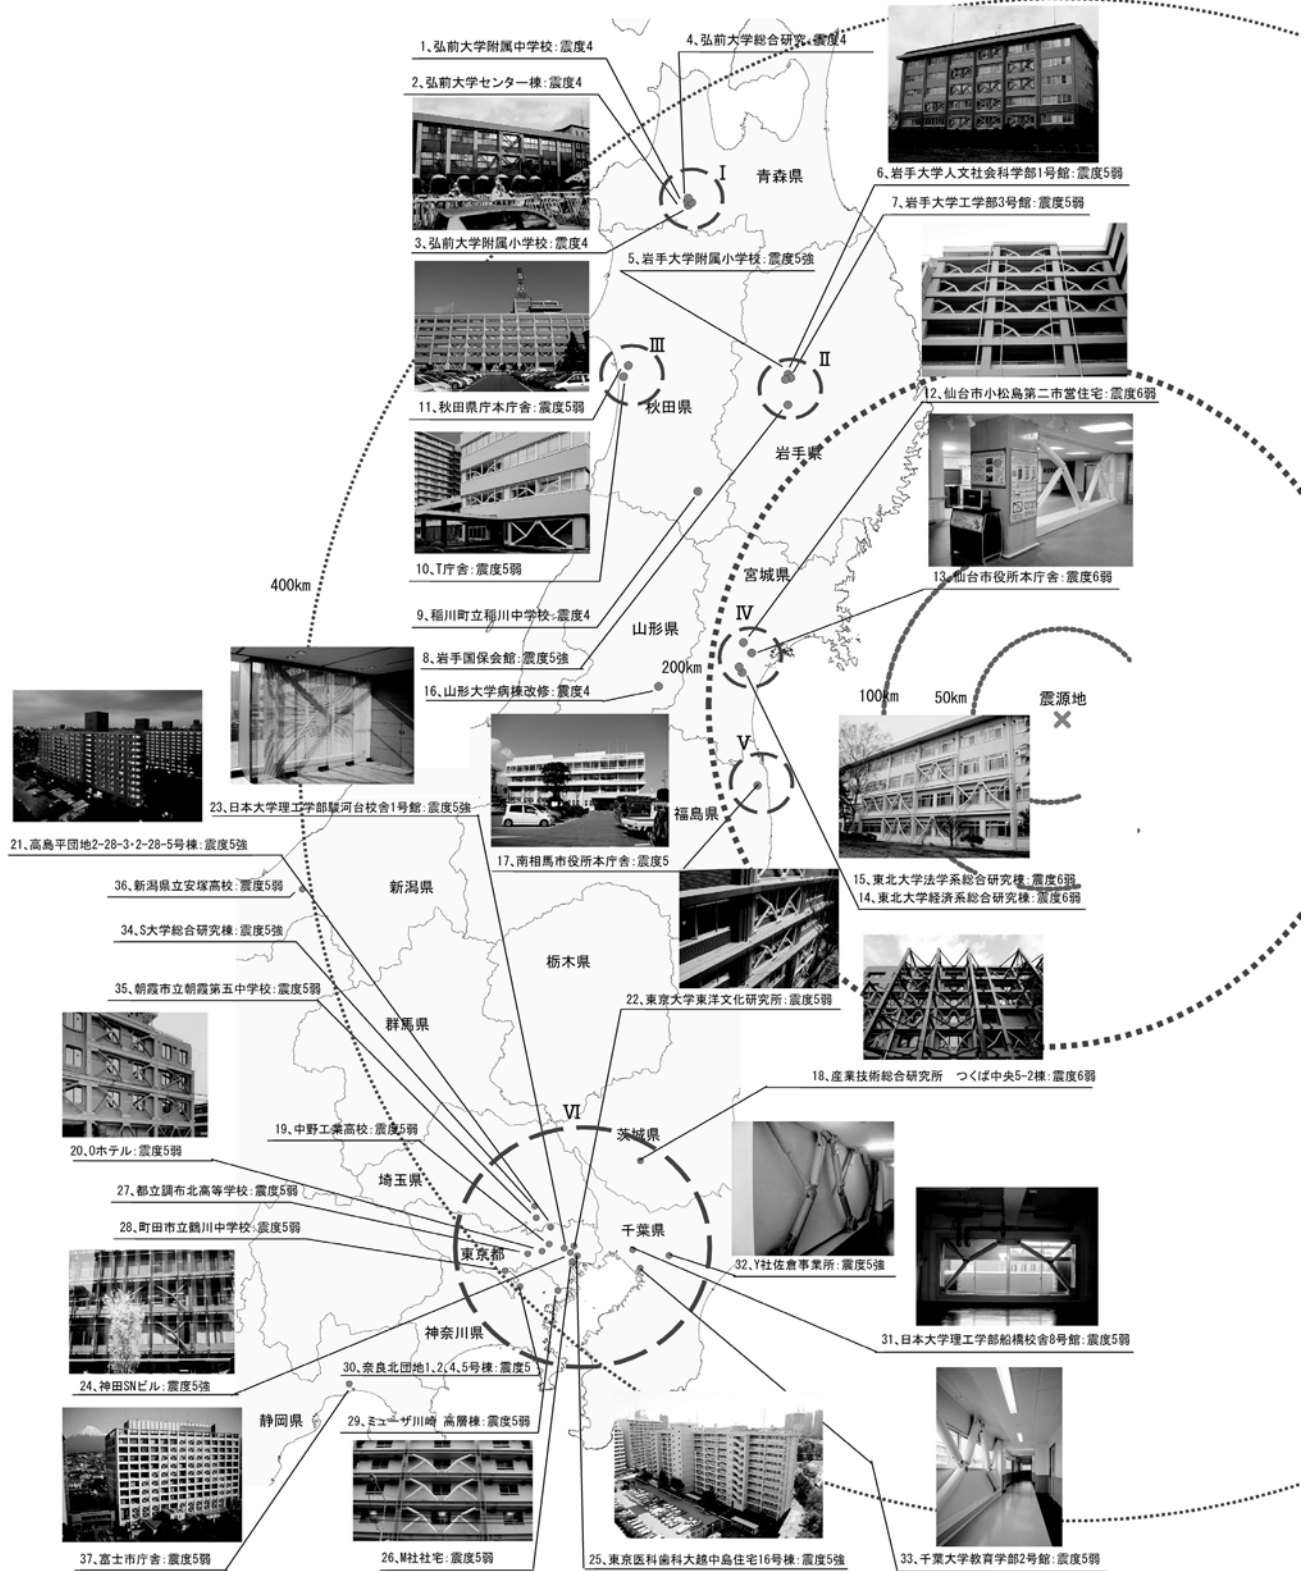 1、弘前大学附属中学校：震度4
4、弘前大学総合研究：震度4
2、弘前大学センター棟：震度4
青森県
Ⅰ
6、岩手大学人文社会科学部1号館：震度5弱
7、岩手大学工学部3号館：震度5弱
3、弘前大学附属小学校：震度4
5、岩手大学附属小学校：震度5強
Ⅲ
Ⅱ
12、仙台市小松島第二市営住宅：震度6弱
11、秋田県庁本庁舎：震度5弱
秋田県
岩手県
10、T庁舎：震度5弱
宮城県
13、仙台市役所本庁舎：震度6弱
400km
9、稲川町立稲川中学校：震度4
Ⅳ
山形県
8、岩手国保会館：震度5強
200km
16、山形大学病棟改修：震度4
100km
50km
震源地
Ⅴ
23、日本大学理工学部駿河台校舎1号館：震度5強
福島県
21、高島平団地2-28-3・2-28-5号棟：震度5強
17、南相馬市役所本庁舎：震度5
15、東北大学法学系総合研究棟：震度6弱
14、東北大学経済系総合研究棟：震度6弱
36、新潟県立安塚高校：震度5弱
新潟県
34、S大学総合研究棟：震度5強
栃木県
35、朝霞市立朝霞第五中学校：震度5弱
22、東京大学東洋文化研究所：震度5弱
群馬県
18、産業技術総合研究所　つくば中央5-2棟：震度6弱
Ⅵ
19、中野工業高校：震度5弱
茨城県
20、Oホテル：震度5弱
埼玉県
27、都立調布北高等学校：震度5弱
28、町田市立鶴川中学校：震度5弱
千葉県
東京都
32、Y社佐倉事業所：震度5強
神奈川県
31、日本大学理工学部船橋校舎8号館：震度5弱
30、奈良北団地1、2、4、5号棟：震度5
24、神田SNビル：震度5強
静岡県
29、ミューザ川崎 高層棟：震度5弱
37、富士市庁舎：震度5弱
26、M社社宅：震度5弱
25、東京医科歯科大越中島住宅16号棟：震度5強
33、千葉大学教育学部2号館：震度5弱